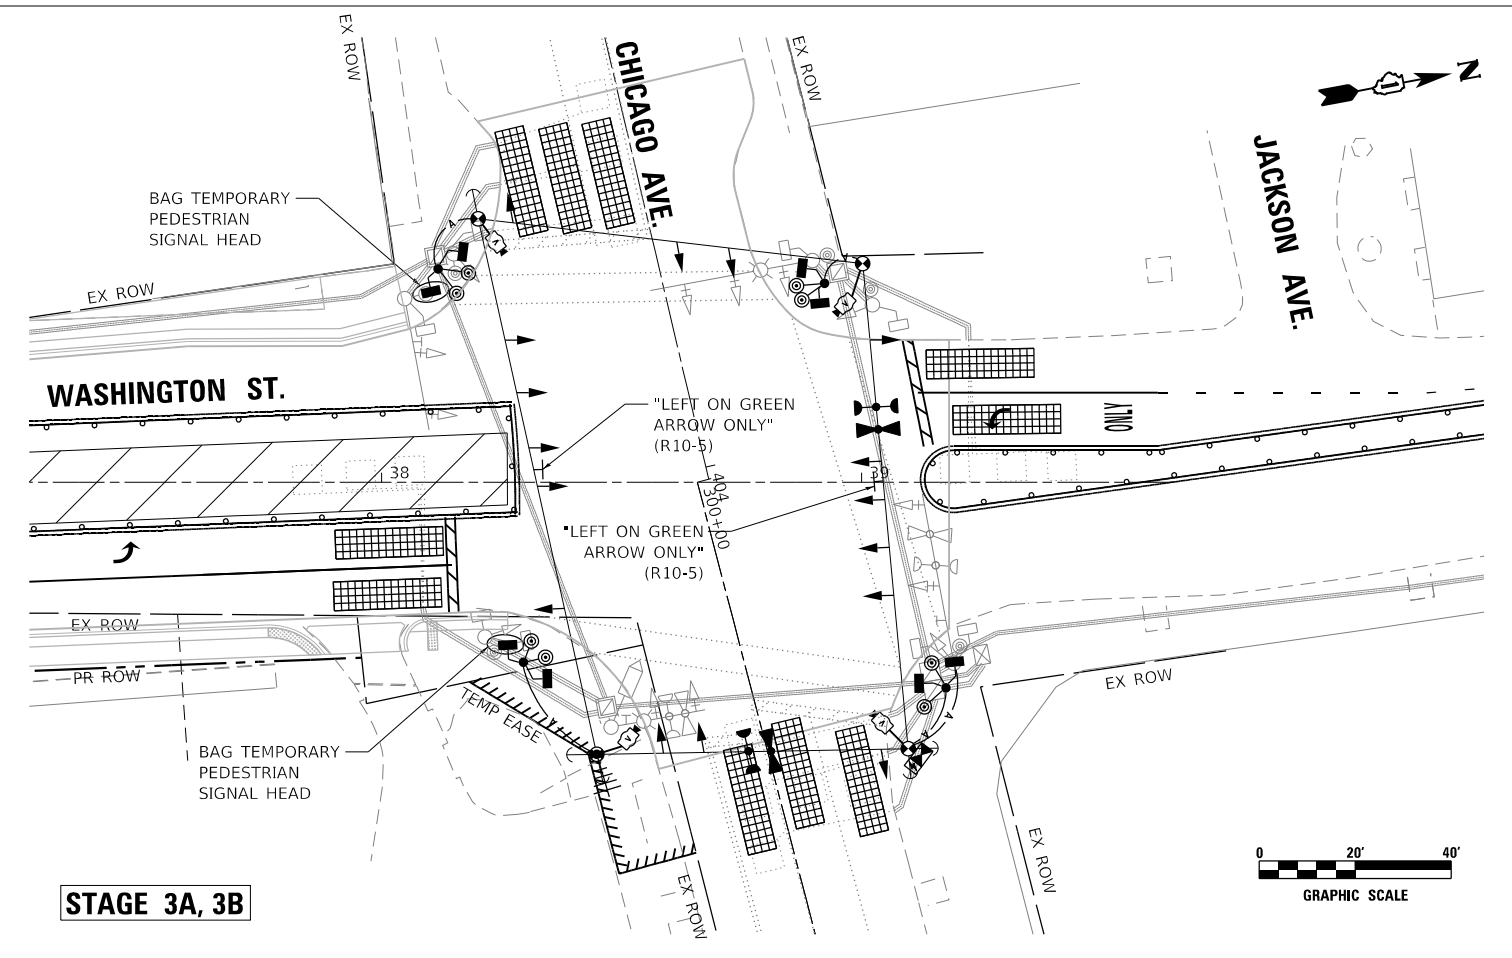 EX ROW
CHICAGO AVE.
EX ROW
N
JACKSON AVE.
BAG TEMPORARY
PEDESTRIAN
SIGNAL HEAD
A
EX ROW
WASHINGTON ST.
"LEFT ON GREEN
ARROW ONLY"
(R10-5)
ONLY
38
39
404
300+00
"LEFT ON GREEN
ARROW ONLY"
(R10-5)
EX ROW
PR ROW
TEMP EASE
EX ROW
BAG TEMPORARY
PEDESTRIAN
SIGNAL HEAD
A
A
EX ROW
EX ROW
0 20' 40'
GRAPHIC SCALE
STAGE 3A, 3B